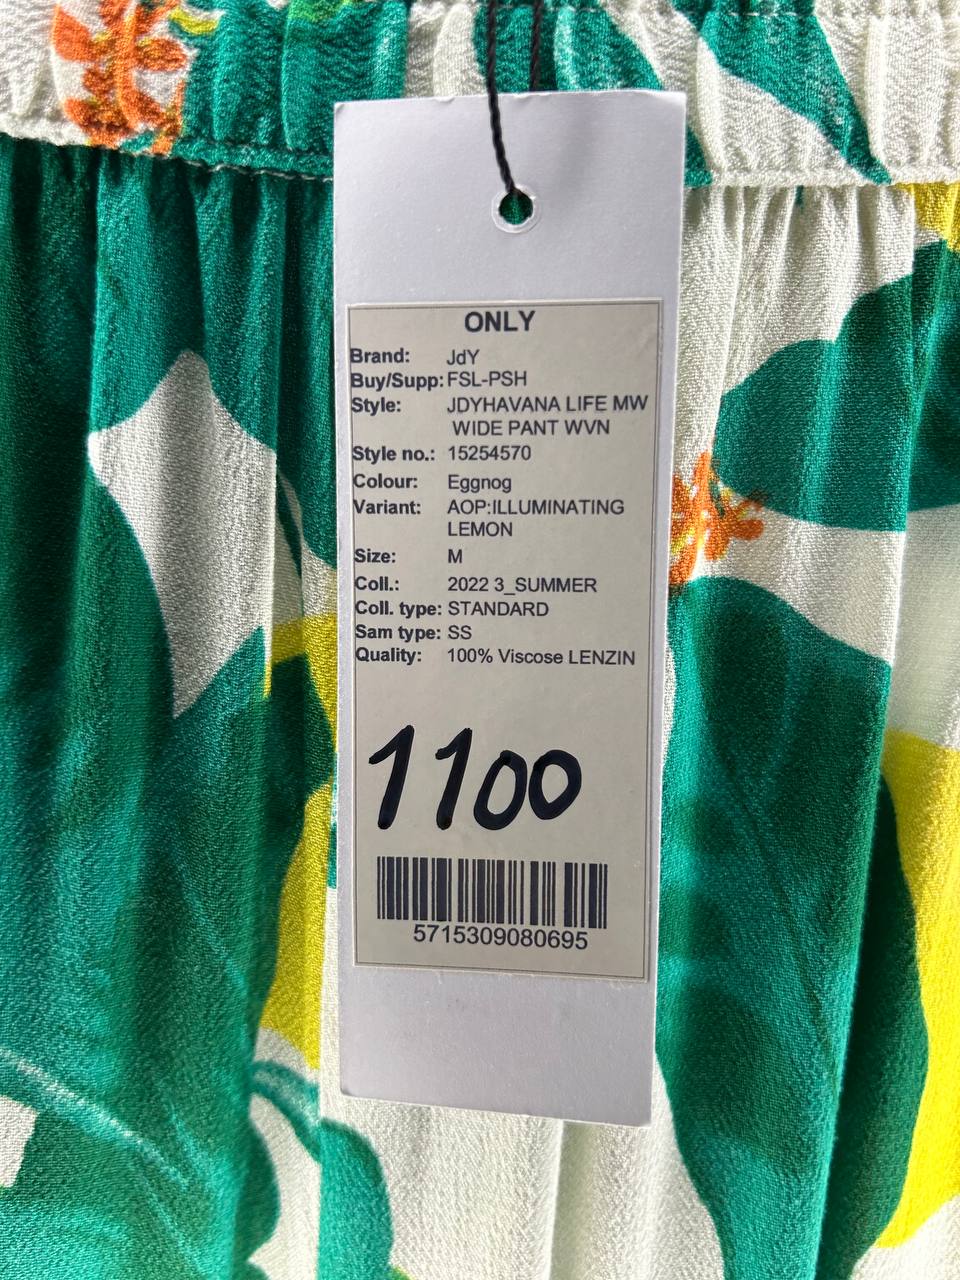 ONLY
Brand: JdY
Buy/Supp: FSL-PSH
Style: JDYHAVANA LIFE MW
WIDE PANT WVN
Style no.: 15254570
Colour: Eggnog
Variant: AOP:ILLUMINATING
LEMON
Size: M
Coll.: 2022 3_SUMMER
Coll. type: STANDARD
Sam type: SS
Quality: 100% Viscose LENZIN
1100
5715309080695